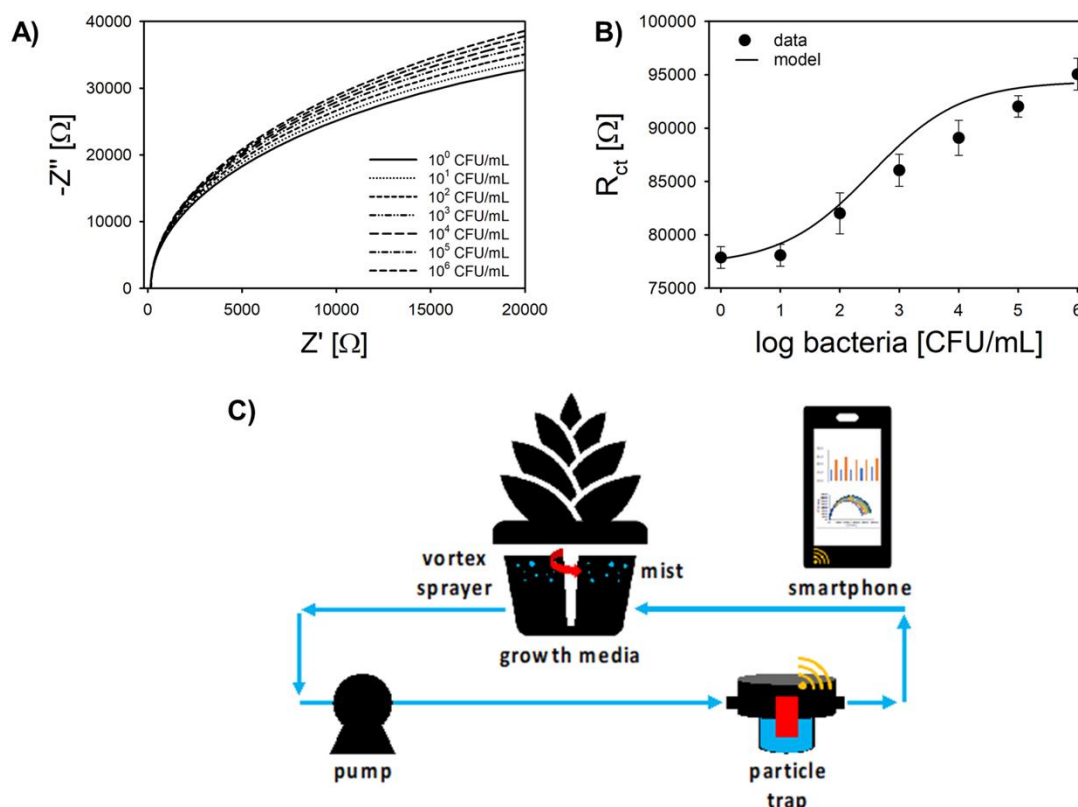 A)
40000
30000
20000
10000
0
-Z" [Ω]
0
5000
10000
15000
20000
Z' [Ω]
10⁰ CFU/mL
10¹ CFU/mL
10² CFU/mL
10³ CFU/mL
10⁴ CFU/mL
10⁵ CFU/mL
10⁶ CFU/mL
B)
100000
95000
90000
85000
80000
75000
Rct [Ω]
data
model
0
1
2
3
4
5
6
log bacteria [CFU/mL]
C)
vortex
sprayer
mist
growth media
smartphone
pump
particle
trap